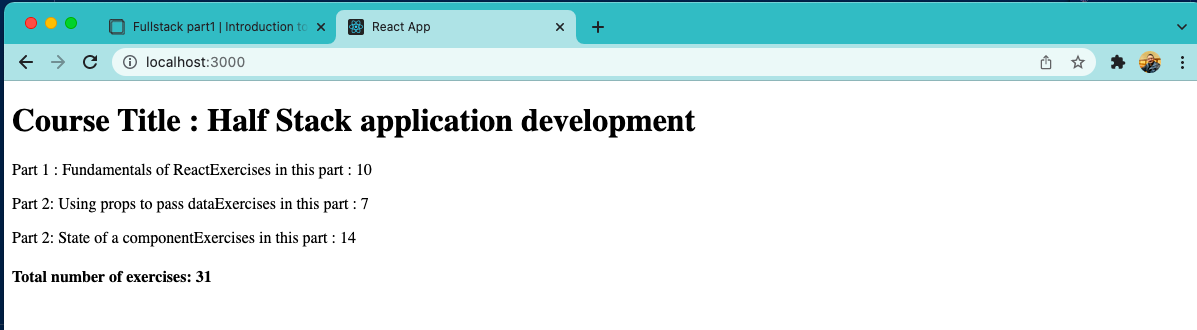 Fullstack part1 | Introduction to
React App
localhost:3000
Course Title : Half Stack application development
Part 1 : Fundamentals of ReactExercises in this part : 10
Part 2: Using props to pass dataExercises in this part : 7
Part 2: State of a componentExercises in this part : 14
Total number of exercises: 31